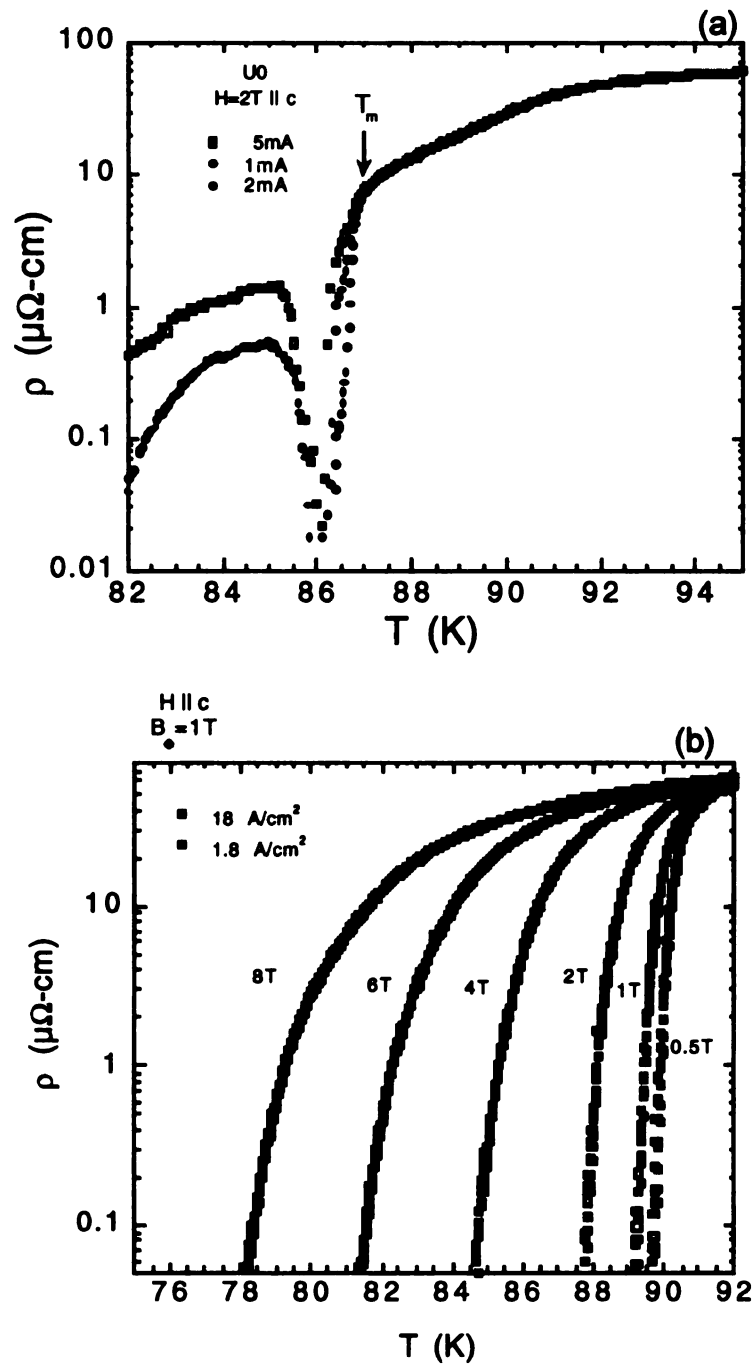 (a)
100
10
1
0.1
0.01
ρ (μΩ-cm)
U0
H=2T || c
5mA
1mA
2mA
T_m
82 84 86 88 90 92 94
T (K)
H || c
B =1T
(b)
18 A/cm²
1.8 A/cm²
10
1
0.1
ρ (μΩ-cm)
8T
6T
4T
2T
1T
0.5T
76 78 80 82 84 86 88 90 92
T (K)